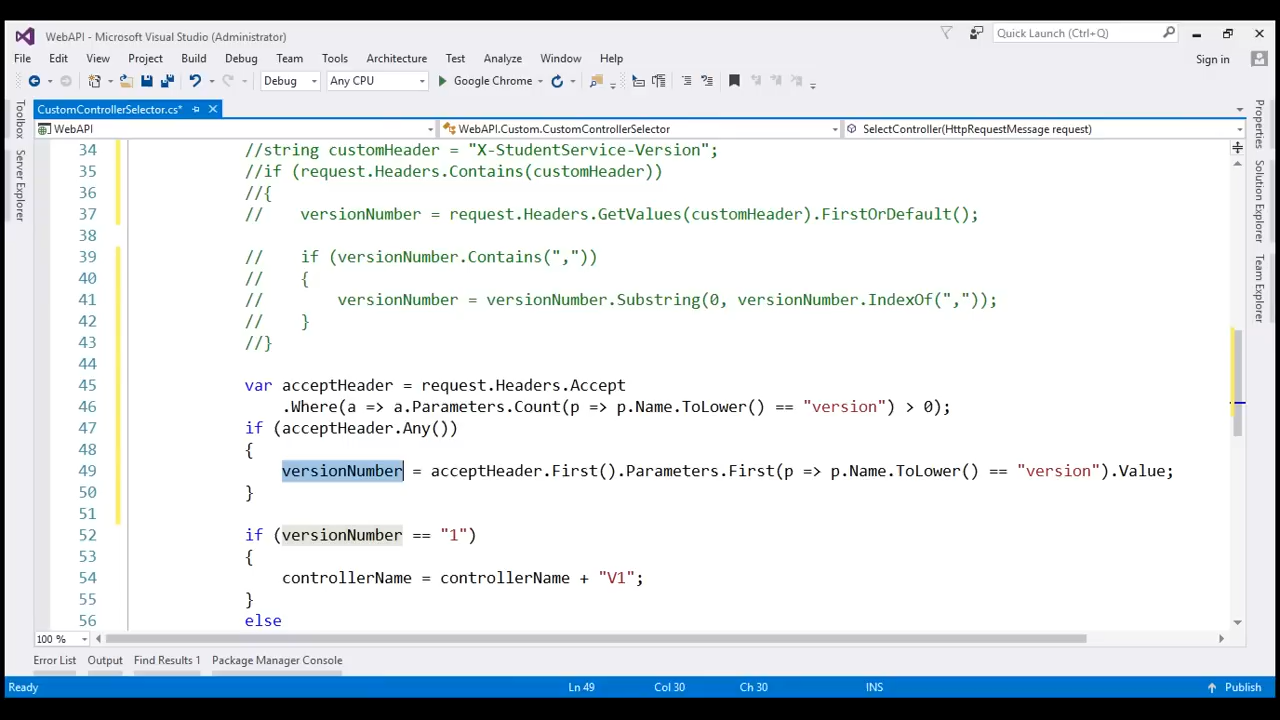 WebAPI - Microsoft Visual Studio (Administrator)
Quick Launch (Ctrl+Q)
File Edit View Project Build Debug Team Tools Architecture Test Analyze Window Help
Sign in
Debug Any CPU Google Chrome
CustomControllerSelector.cs*
WebAPI WebAPI.Custom.CustomControllerSelector SelectController(HttpRequestMessage request)
Toolbox
Server Explorer
Properties
Solution Explorer
Team Explorer
34 //string customHeader = "X-StudentService-Version";
35 //if (request.Headers.Contains(customHeader))
36 //{
37 // versionNumber = request.Headers.GetValues(customHeader).FirstOrDefault();
38
39 // if (versionNumber.Contains(","))
40 // {
41 // versionNumber = versionNumber.Substring(0, versionNumber.IndexOf(","));
42 // }
43 //}
44
45 var acceptHeader = request.Headers.Accept
46 .Where(a => a.Parameters.Count(p => p.Name.ToLower() == "version") > 0);
47 if (acceptHeader.Any())
48 {
49 versionNumber = acceptHeader.First().Parameters.First(p => p.Name.ToLower() == "version").Value;
50 }
51
52 if (versionNumber == "1")
53 {
54 controllerName = controllerName + "V1";
55 }
56 else
100 %
Error List Output Find Results 1 Package Manager Console
Ready Ln 49 Col 30 Ch 30 INS Publish